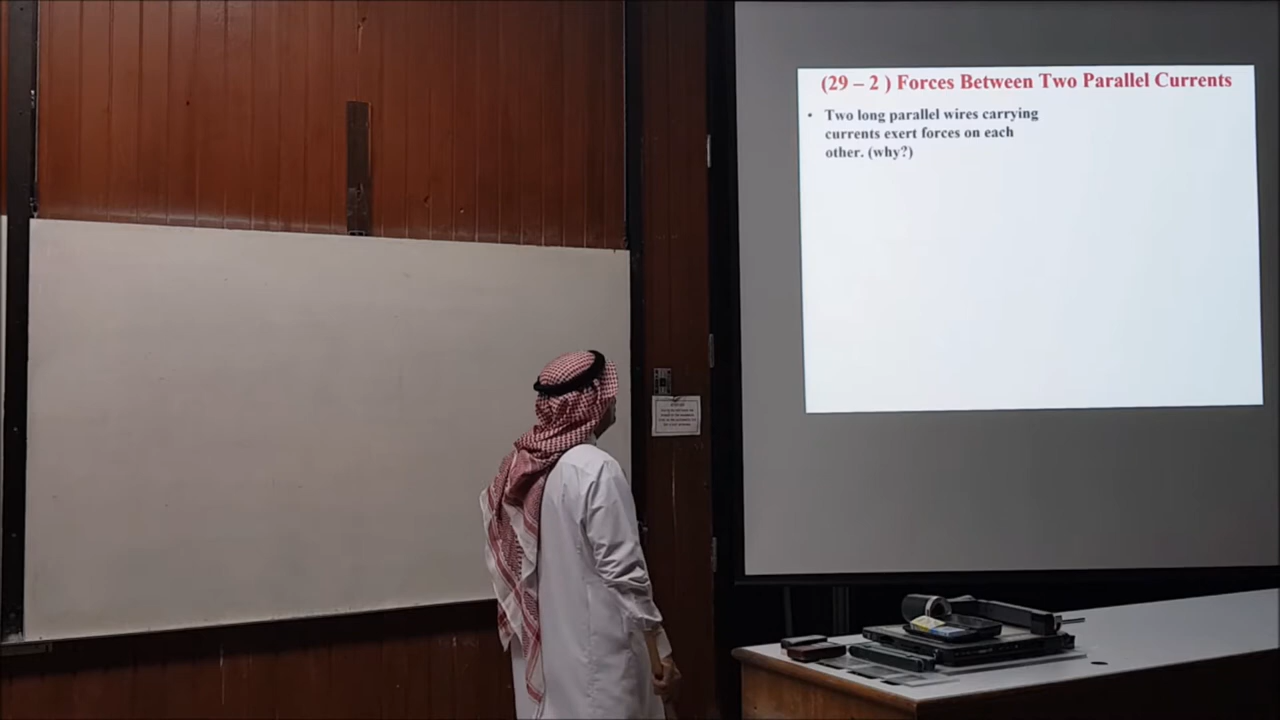 (29 – 2 ) Forces Between Two Parallel Currents
• Two long parallel wires carrying
currents exert forces on each
other. (why?)